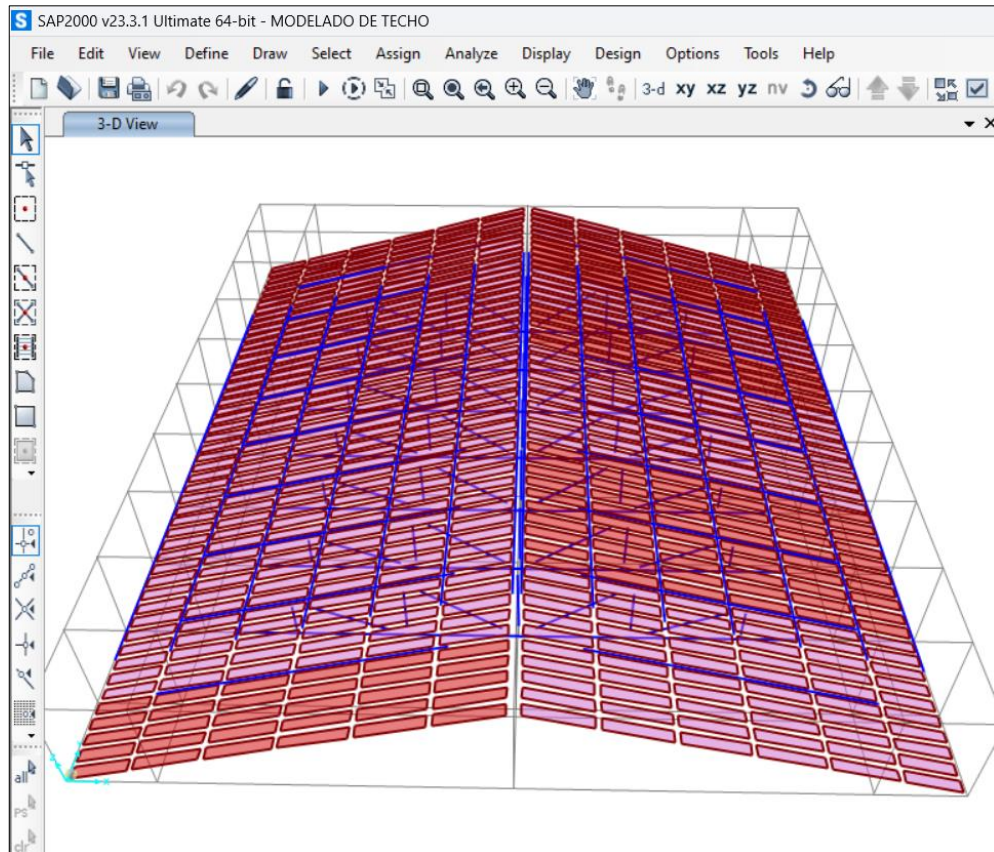 S SAP2000 v23.3.1 Ultimate 64-bit - MODELADO DE TECHO
File Edit View Define Draw Select Assign Analyze Display Design Options Tools Help
3-d xy xz yz nv
3-D View
all
PS
clr